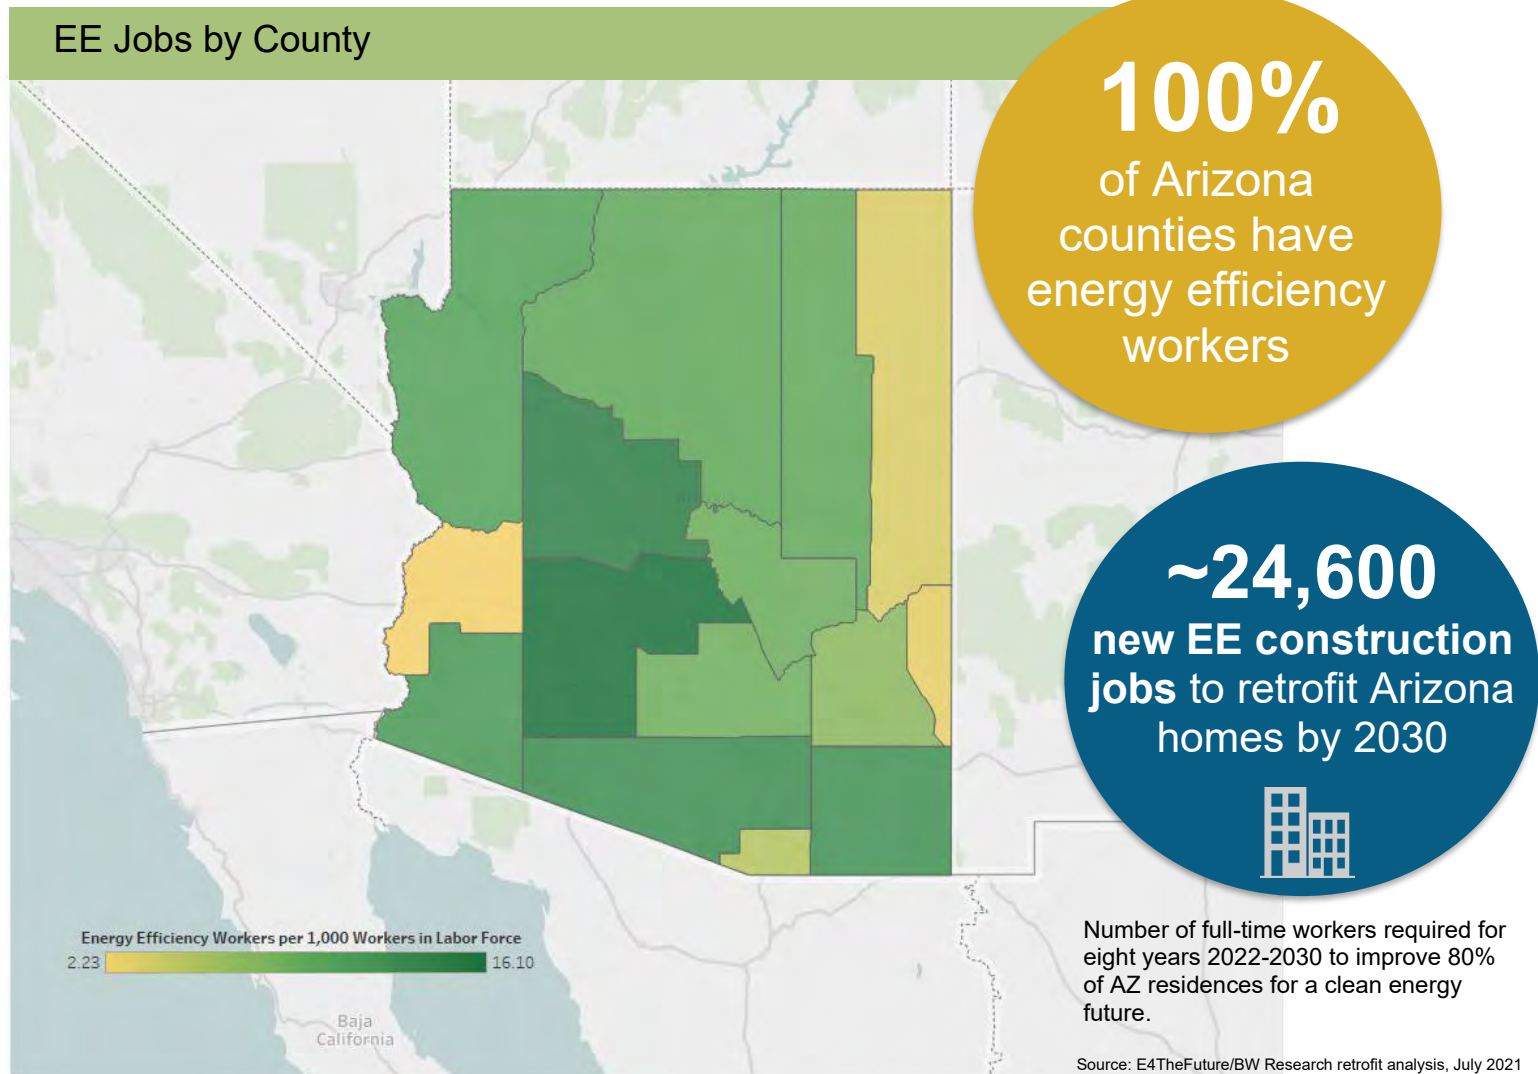 EE Jobs by County
100%
of Arizona
counties have
energy efficiency
workers
~24,600
new EE construction
jobs to retrofit Arizona
homes by 2030
Energy Efficiency Workers per 1,000 Workers in Labor Force
2.23
16.10
Baja
California
Number of full-time workers required for
eight years 2022-2030 to improve 80%
of AZ residences for a clean energy
future.
Source: E4TheFuture/BW Research retrofit analysis, July 2021